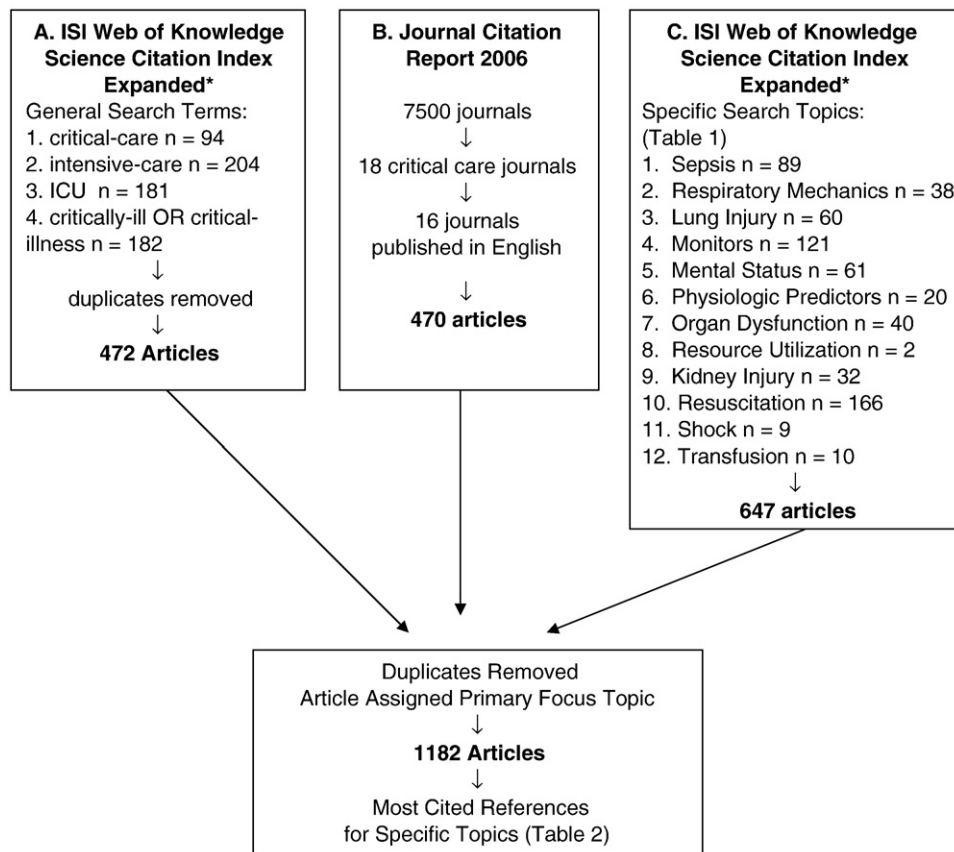 A. ISI Web of Knowledge
Science Citation Index
Expanded*
General Search Terms:
1. critical-care n = 94
2. intensive-care n = 204
3. ICU n = 181
4. critically-ill OR critical-
illness n = 182
↓
duplicates removed
↓
472 Articles
B. Journal Citation
Report 2006
7500 journals
↓
18 critical care journals
↓
16 journals
published in English
↓
470 articles
C. ISI Web of Knowledge
Science Citation Index
Expanded*
Specific Search Topics:
(Table 1)
1. Sepsis n = 89
2. Respiratory Mechanics n = 38
3. Lung Injury n = 60
4. Monitors n = 121
5. Mental Status n = 61
6. Physiologic Predictors n = 20
7. Organ Dysfunction n = 40
8. Resource Utilization n = 2
9. Kidney Injury n = 32
10. Resuscitation n = 166
11. Shock n = 9
12. Transfusion n = 10
↓
647 articles
Duplicates Removed
Article Assigned Primary Focus Topic
↓
1182 Articles
↓
Most Cited References
for Specific Topics (Table 2)